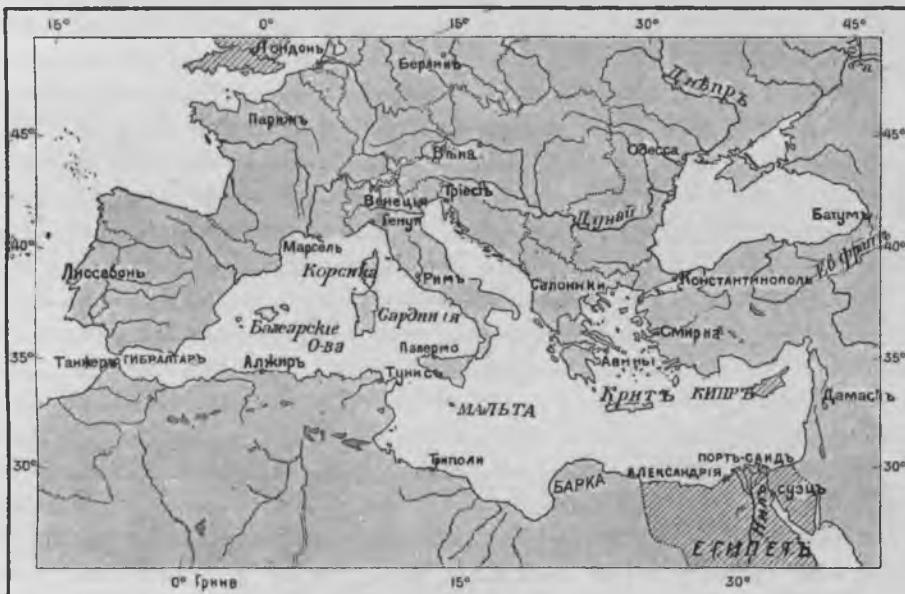 15° 0° 15° 30° 45°
Лондонъ
Берлинъ
Днѣпръ
45° 45°
Парижъ
Вѣна
Одесса
Венеція
Тріестъ
Генуя
Дунай
Батумъ
40° 40°
Марсель
Корсика
Римъ
Евфратъ
Лиссабонъ
Салоники
Константинополь
Сардинія
Балеарскіе
О-ва
Смирна
Палермо
35° 35°
Танжеръ
ГИБРАЛТАРЪ
Алжиръ
Тунисъ
Аѳины
Критъ
КИПРЪ
Дамаскъ
МАЛЬТА
30° 30°
Триполи
ПОРТЪ-САИДЪ
АЛЕКСАНДРІЯ
БАРКА
СУЭЦЪ
Нилъ
ЕГИПЕТЪ
0° Гринв 15° 30°